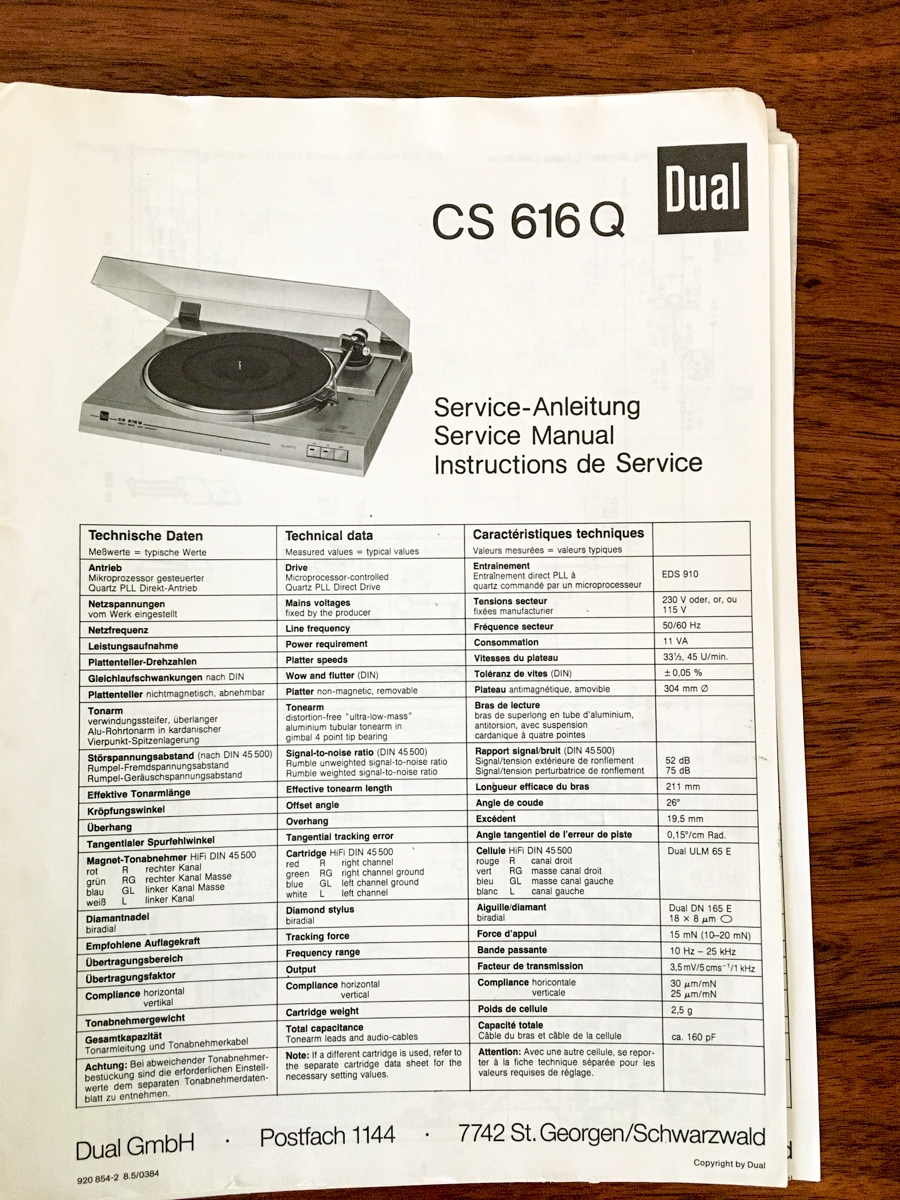 Dual
CS 616 Q
Dual
CS 616 Q
Service-Anleitung
Service Manual
Instructions de Service
Technische Daten
Meßwerte = typische Werte
Technical data
Measured values = typical values
Caractéristiques techniques
Valeurs mesurées = valeurs typiques
Antrieb
Mikroprozessor gesteuerter
Quartz PLL Direkt-Antrieb
Drive
Microprocessor-controlled
Quartz PLL Direct Drive
Entraînement
Entraînement direct PLL à
quartz commandé par un microprocesseur
EDS 910
Netzspannungen
vom Werk eingestellt
Mains voltages
fixed by the producer
Tensions secteur
fixées manufacturier
230 V oder, or, ou
115 V
Netzfrequenz
Line frequency
Fréquence secteur
50/60 Hz
Leistungsaufnahme
Power requirement
Consommation
11 VA
Plattenteller-Drehzahlen
Platter speeds
Vitesses du plateau
33⅓, 45 U/min.
Gleichlaufschwankungen nach DIN
Wow and flutter (DIN)
Toléranz de vites (DIN)
± 0,05 %
Plattenteller nichtmagnetisch, abnehmbar
Platter non-magnetic, removable
Plateau antimagnétique, amovible
304 mm Ø
Tonarm
verwindungssteifer, überlanger
Alu-Rohrtonarm in kardanischer
Vierpunkt-Spitzenlagerung
Tonearm
distortion-free "ultra-low-mass"
aluminium tubular tonearm in
gimbal 4 point tip bearing
Bras de lecture
bras de superlong en tube d'aluminium,
antitorsion, avec suspension
cardanique à quatre pointes
Störspannungsabstand (nach DIN 45 500)
Rumpel-Fremdspannungsabstand
Rumpel-Geräuschspannungsabstand
Signal-to-noise ratio (DIN 45 500)
Rumble unweighted signal-to-noise ratio
Rumble weighted signal-to-noise ratio
Rapport signal/bruit (DIN 45 500)
Signal/tension extérieure de ronflement
Signal/tension perturbatrice de ronflement
52 dB
75 dB
Effektive Tonarmlänge
Effective tonearm length
Longueur efficace du bras
211 mm
Kröpfungswinkel
Offset angle
Angle de coude
26°
Überhang
Overhang
Excédent
19,5 mm
Tangentialer Spurfehlwinkel
Tangential tracking error
Angle tangentiel de l'erreur de piste
0,15°/cm Rad.
Magnet-Tonabnehmer HiFi DIN 45 500
rot R rechter Kanal
grün RG rechter Kanal Masse
blau GL linker Kanal Masse
weiß L linker Kanal
Cartridge HiFi DIN 45 500
red R right channel
green RG right channel ground
blue GL left channel ground
white L left channel
Cellule HiFi DIN 45 500
rouge R canal droit
vert RG masse canal droit
bleu GL masse canal gauche
blanc L canal gauche
Dual ULM 65 E
Diamantnadel
biradial
Diamond stylus
biradial
Aiguille/diamant
biradial
Dual DN 165 E
18 × 8 µm
Empfohlene Auflagekraft
Tracking force
Force d'appui
15 mN (10–20 mN)
Übertragungsbereich
Frequency range
Bande passante
10 Hz – 25 kHz
Übertragungsfaktor
Output
Facteur de transmission
3,5 mV/5 cms⁻¹/1 kHz
Compliance horizontal
vertikal
Compliance horizontal
vertical
Compliance horicontale
verticale
30 µm/mN
25 µm/mN
Tonabnehmergewicht
Cartridge weight
Poids de cellule
2,5 g
Gesamtkapazität
Tonarmleitung und Tonabnehmerkabel
Total capacitance
Tonearm leads and audio-cables
Capacité totale
Câble du bras et câble de la cellule
ca. 160 pF
Achtung: Bei abweichender Tonabnehmer-
bestückung sind die erforderlichen Einstell-
werte dem separaten Tonabnehmerdaten-
blatt zu entnehmen.
Note: If a different cartridge is used, refer to
the separate cartridge data sheet for the
necessary setting values.
Attention: Avec une autre cellule, se repor-
ter à la fiche technique séparée pour les
valeurs requises de réglage.
Dual GmbH · Postfach 1144 · 7742 St. Georgen/Schwarzwald
920 854-2 8.5/0384
Copyright by Dual